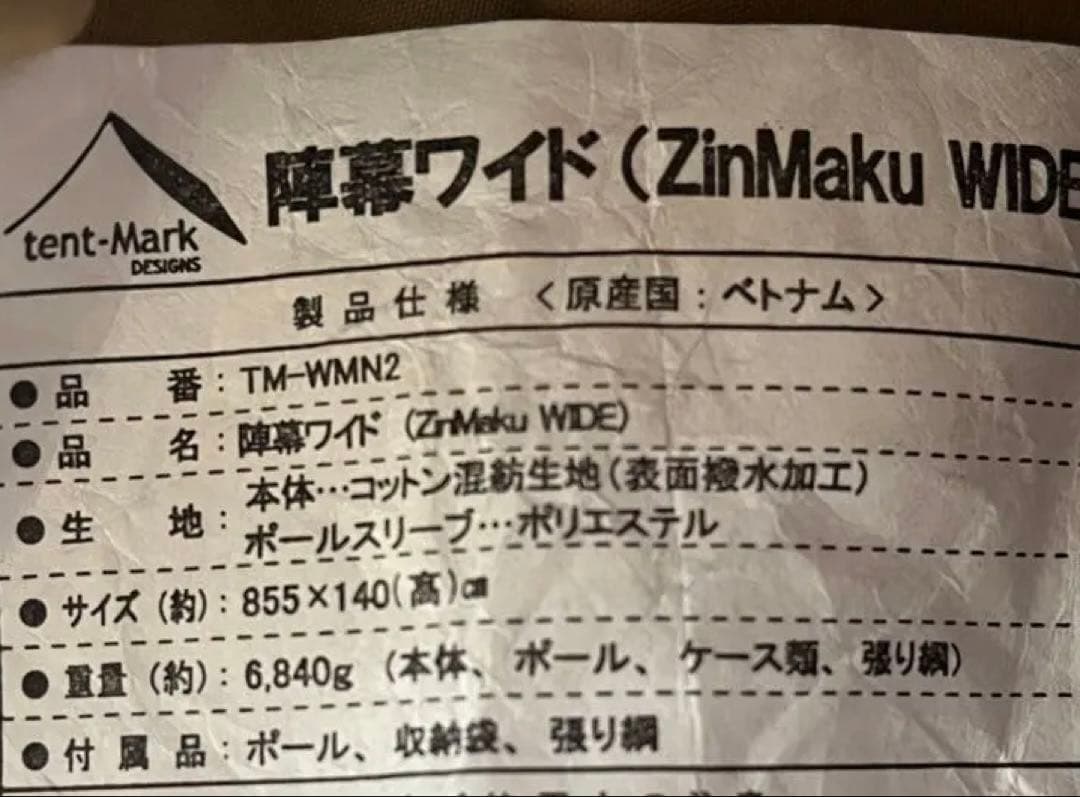 陣幕ワイド (ZinMaku WIDE
tent-Mark
DESIGNS
製品仕様 <原産国:ベトナム>
●品番:TM-WMN2
●品名:陣幕ワイド (ZinMaku WIDE)
●生地:本体…コットン混紡生地(表面撥水加工)
ポールスリーブ…ポリエステル
●サイズ(約):855×140(高)㎝
●重量(約):6,840g (本体、ポール、ケース類、張り綱)
●付属品:ポール、収納袋、張り綱